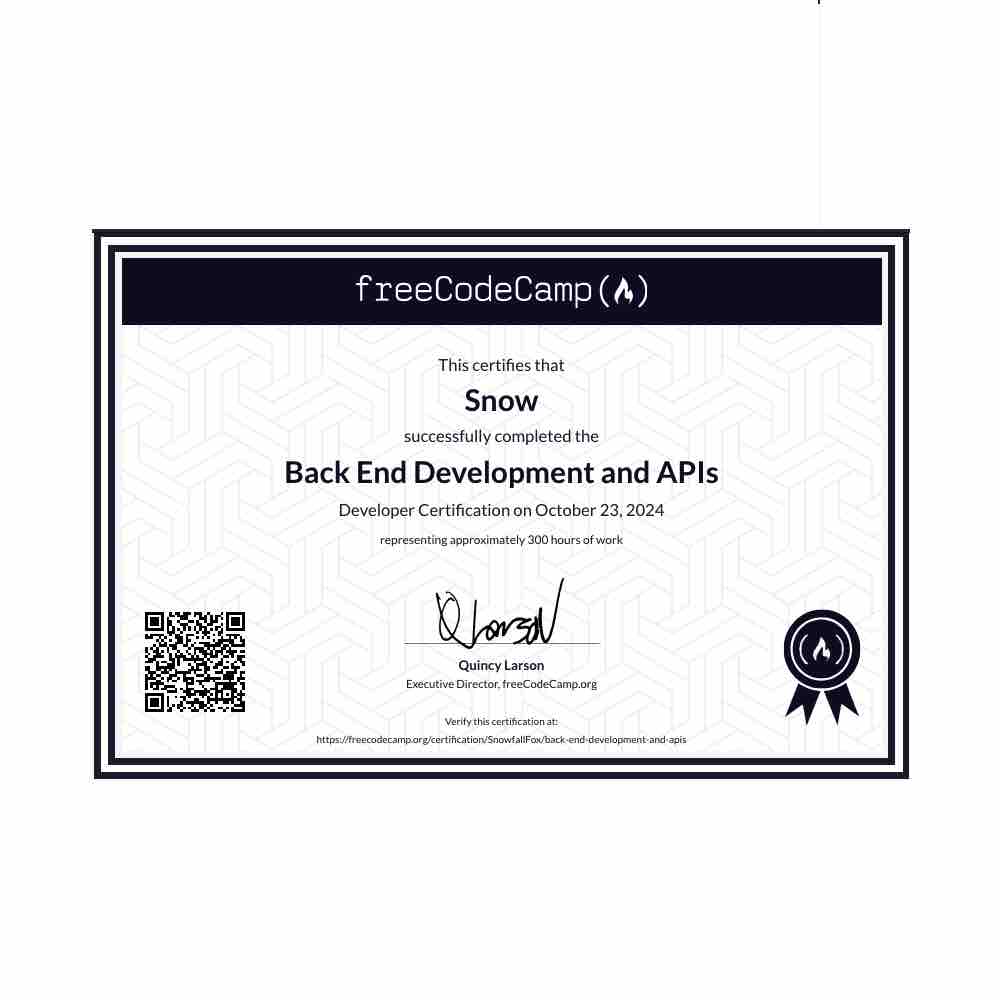 freeCodeCamp
This certifies that
Snow
successfully completed the
Back End Development and APIs
Developer Certification on October 23, 2024
representing approximately 300 hours of work
Quincy Larson
Executive Director, freeCodeCamp.org
Verify this certification at:
https://freecodecamp.org/certification/SnowfallFox/back-end-development-and-apis